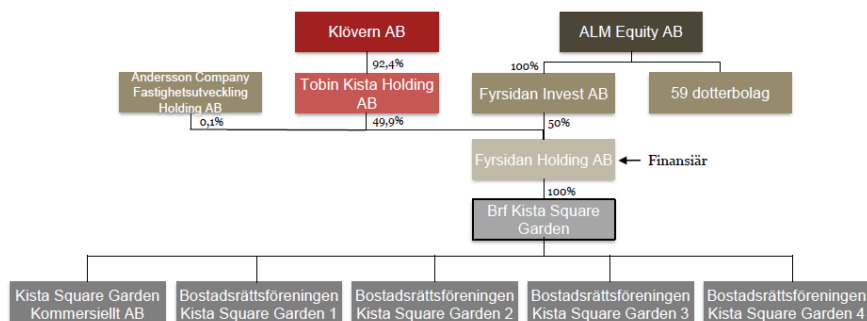 Klövern AB
ALM Equity AB
92,4%
100%
Andersson Company
Fastighetsutveckling
Holding AB
Tobin Kista Holding
AB
Fyrsidan Invest AB
59 dotterbolag
0,1%
49,9%
50%
Fyrsidan Holding AB
Finansiär
100%
Brf Kista Square
Garden
Kista Square Garden
Kommersiellt AB
Bostadsrättsföreningen
Kista Square Garden 1
Bostadsrättsföreningen
Kista Square Garden 2
Bostadsrättsföreningen
Kista Square Garden 3
Bostadsrättsföreningen
Kista Square Garden 4